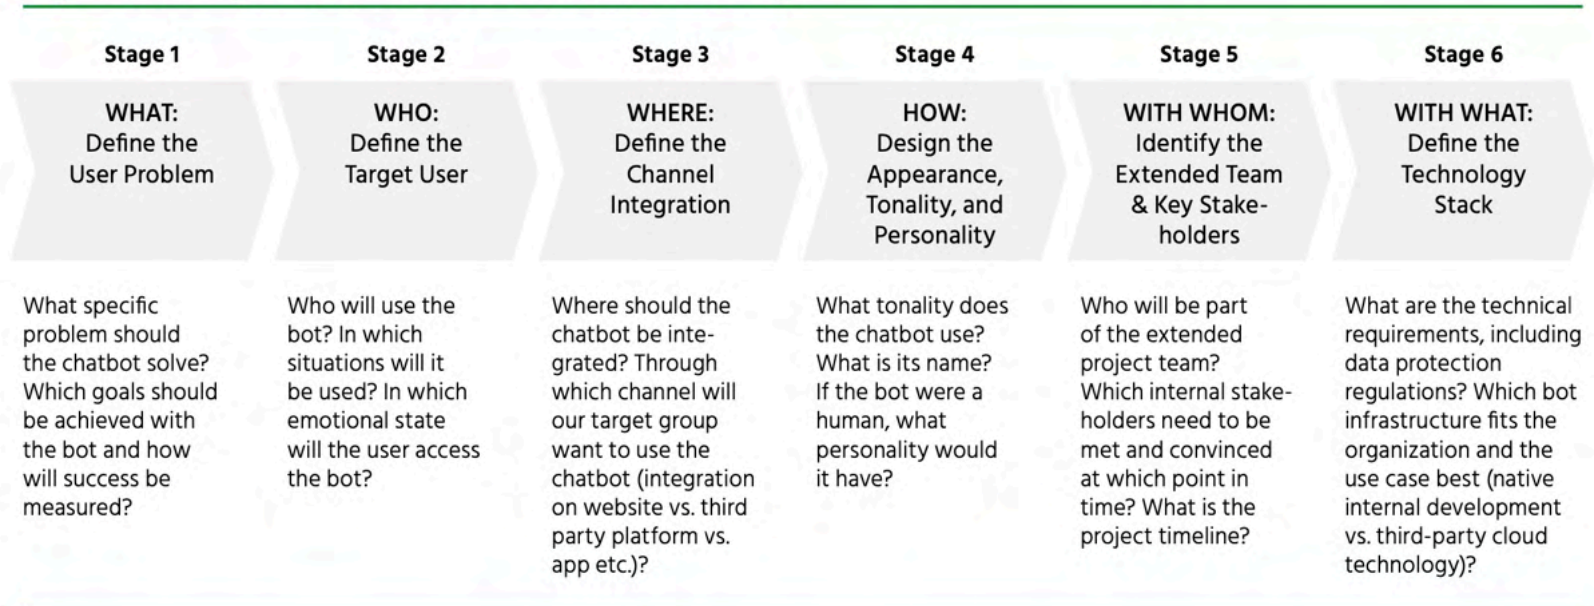 Stage 1
WHAT:
Define the
User Problem
What specific
problem should
the chatbot solve?
Which goals should
be achieved with
the bot and how
will success be
measured?
Stage 2
WHO:
Define the
Target User
Who will use the
bot? In which
situations will it
be used? In which
emotional state
will the user access
the bot?
Stage 3
WHERE:
Define the
Channel
Integration
Where should the
chatbot be inte-
grated? Through
which channel will
our target group
want to use the
chatbot (integration
on website vs. third
party platform vs.
app etc.)?
Stage 4
HOW:
Design the
Appearance,
Tonality, and
Personality
What tonality does
the chatbot use?
What is its name?
If the bot were a
human, what
personality would
it have?
Stage 5
WITH WHOM:
Identify the
Extended Team
& Key Stake-
holders
Who will be part
of the extended
project team?
Which internal stake-
holders need to be
met and convinced
at which point in
time? What is the
project timeline?
Stage 6
WITH WHAT:
Define the
Technology
Stack
What are the technical
requirements, including
data protection
regulations? Which bot
infrastructure fits the
organization and the
use case best (native
internal development
vs. third-party cloud
technology)?